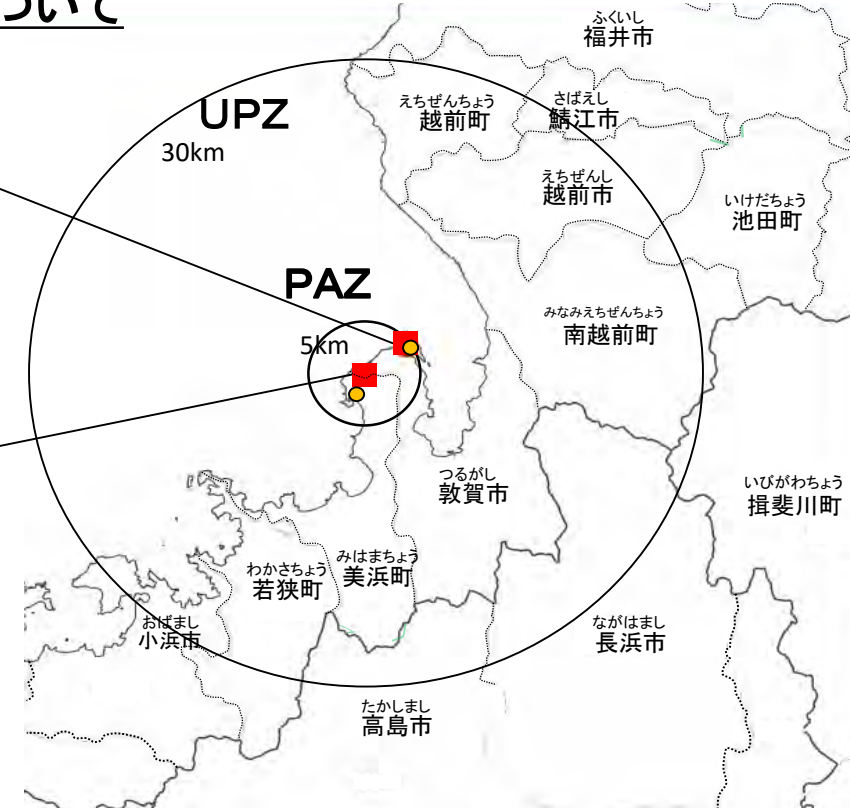 ついて
ふくいし
福井市
UPZ
30km
えちぜんちょう
越前町
さばえし
鯖江市
えちぜんし
越前市
いけだちょう
池田町
PAZ
5km
みなみえちぜんちょう
南越前町
つるがし
敦賀市
いびがわちょう
揖斐川町
みはまちょう
美浜町
わかさちょう
若狭町
おばまし
小浜市
ながはまし
長浜市
たかしまし
高島市